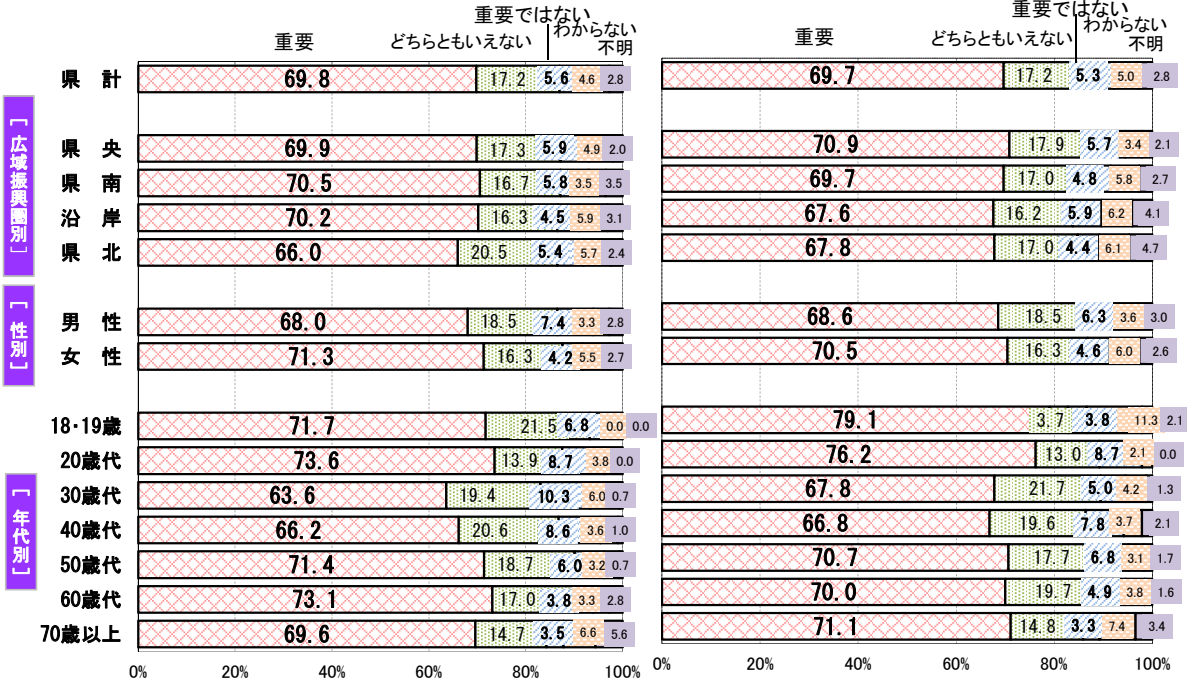 重要ではない 重要ではない
わからない わからない
重要 どちらともいえない 不明 重要 どちらともいえない 不明
県 計 69.8 17.2 5.6 4.6 2.8 69.7 17.2 5.3 5.0 2.8
[広域振興圏別]
県 央 69.9 17.3 5.9 4.9 2.0 70.9 17.9 5.7 3.4 2.1
県 南 70.5 16.7 5.8 3.5 3.5 69.7 17.0 4.8 5.8 2.7
沿 岸 70.2 16.3 4.5 5.9 3.1 67.6 16.2 5.9 6.2 4.1
県 北 66.0 20.5 5.4 5.7 2.4 67.8 17.0 4.4 6.1 4.7
[性別]
男 性 68.0 18.5 7.4 3.3 2.8 68.6 18.5 6.3 3.6 3.0
女 性 71.3 16.3 4.2 5.5 2.7 70.5 16.3 4.6 6.0 2.6
[年代別]
18・19歳 71.7 21.5 6.8 0.0 0.0 79.1 3.7 3.8 11.3 2.1
20歳代 73.6 13.9 8.7 3.8 0.0 76.2 13.0 8.7 2.1 0.0
30歳代 63.6 19.4 10.3 6.0 0.7 67.8 21.7 5.0 4.2 1.3
40歳代 66.2 20.6 8.6 3.6 1.0 66.8 19.6 7.8 3.7 2.1
50歳代 71.4 18.7 6.0 3.2 0.7 70.7 17.7 6.8 3.1 1.7
60歳代 73.1 17.0 3.8 3.3 2.8 70.0 19.7 4.9 3.8 1.6
70歳以上 69.6 14.7 3.5 6.6 5.6 71.1 14.8 3.3 7.4 3.4
0% 20% 40% 60% 80% 100% 0% 20% 40% 60% 80% 100%